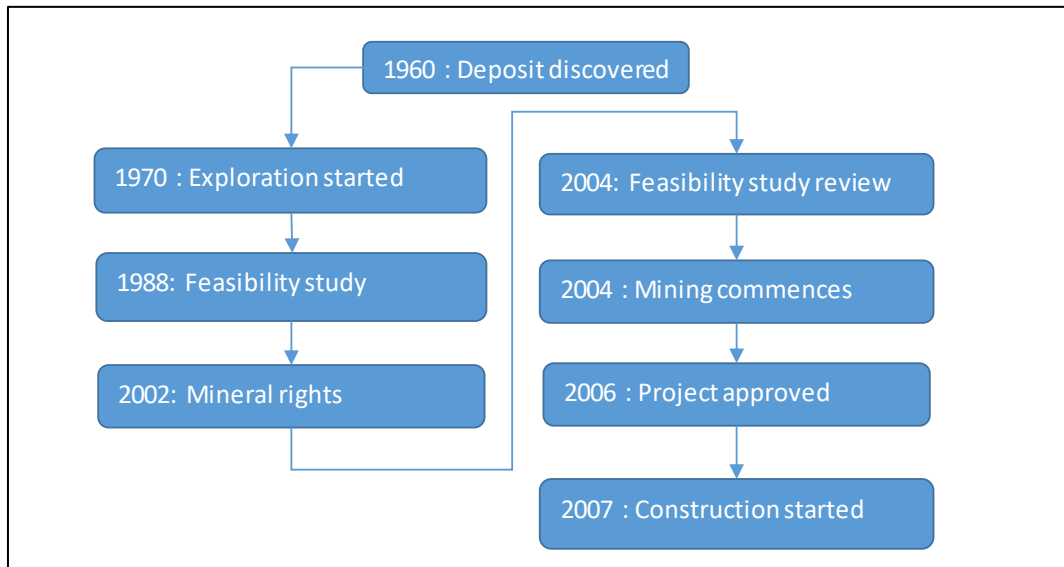 1960 : Deposit discovered
1970 : Exploration started
1988: Feasibility study
2002: Mineral rights
2004: Feasibility study review
2004 : Mining commences
2006 : Project approved
2007 : Construction started